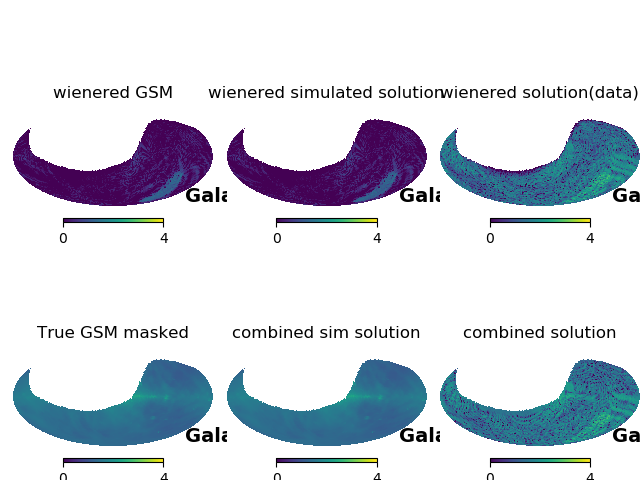 wienered GSM
wienered simulated solution
wienered solution(data)
Gala
Gala
Ga
0 4
0 4
0 4
True GSM masked
combined sim solution
combined solution
Gala
Gala
Ga
0 4
0 4
0 4